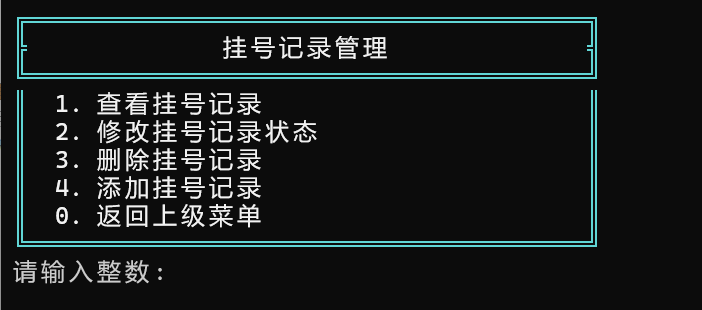 挂号记录管理
1. 查看挂号记录
2. 修改挂号记录状态
3. 删除挂号记录
4. 添加挂号记录
0. 返回上级菜单
请输入整数: